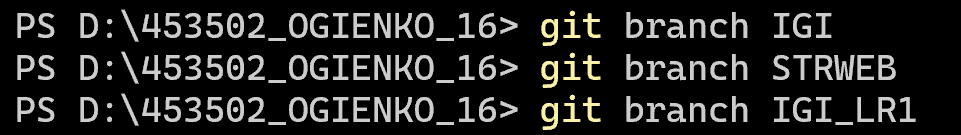 PS D:\453502_OGIENKO_16> git branch IGI
PS D:\453502_OGIENKO_16> git branch STRWEB
PS D:\453502_OGIENKO_16> git branch IGI_LR1